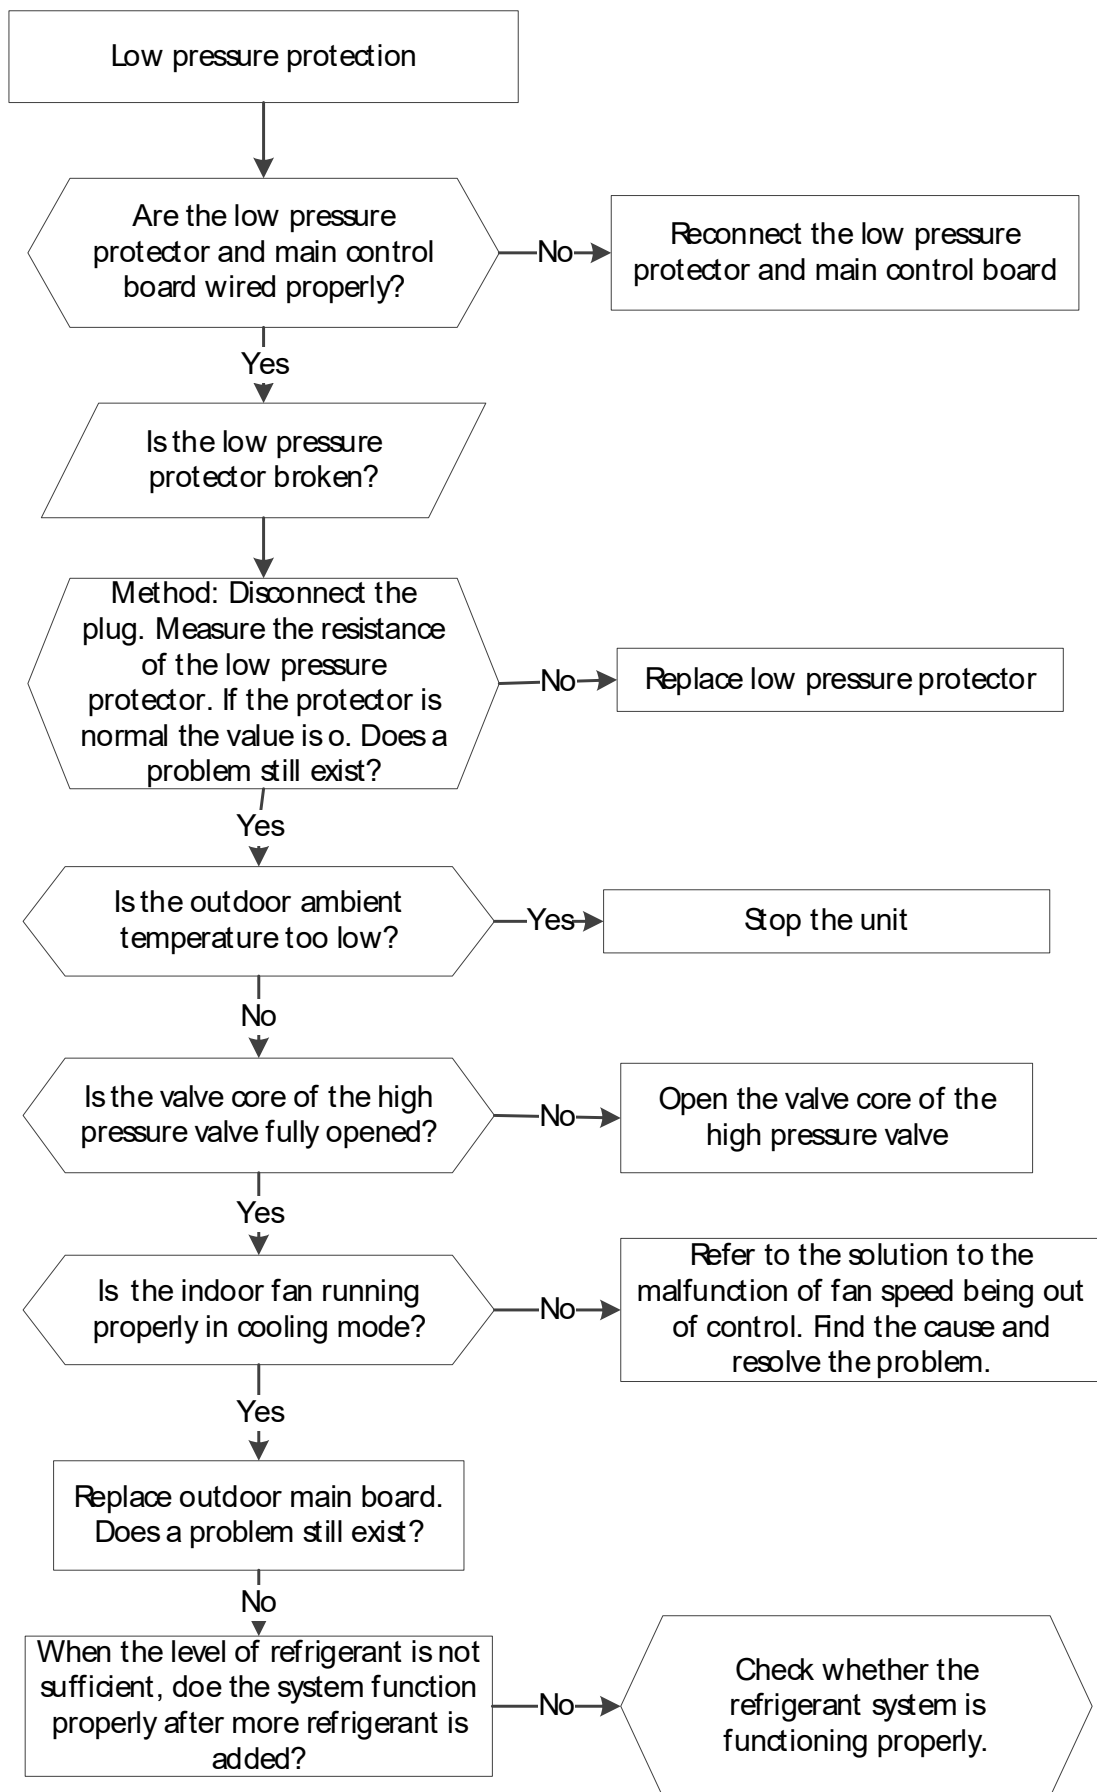 Low pressure protection
Are the low pressure
protector and main control
board wired properly?
No
Reconnect the low pressure
protector and main control board
Yes
Is the low pressure
protector broken?
Method: Disconnect the
plug. Measure the resistance
of the low pressure
protector. If the protector is
normal the value is o. Does a
problem still exist?
No
Replace low pressure protector
Yes
Is the outdoor ambient
temperature too low?
Yes
Stop the unit
No
Is the valve core of the high
pressure valve fully opened?
No
Open the valve core of the
high pressure valve
Yes
Is the indoor fan running
properly in cooling mode?
No
Refer to the solution to the
malfunction of fan speed being out
of control. Find the cause and
resolve the problem.
Yes
Replace outdoor main board.
Does a problem still exist?
No
When the level of refrigerant is not
sufficient, doe the system function
properly after more refrigerant is
added?
No
Check whether the
refrigerant system is
functioning properly.